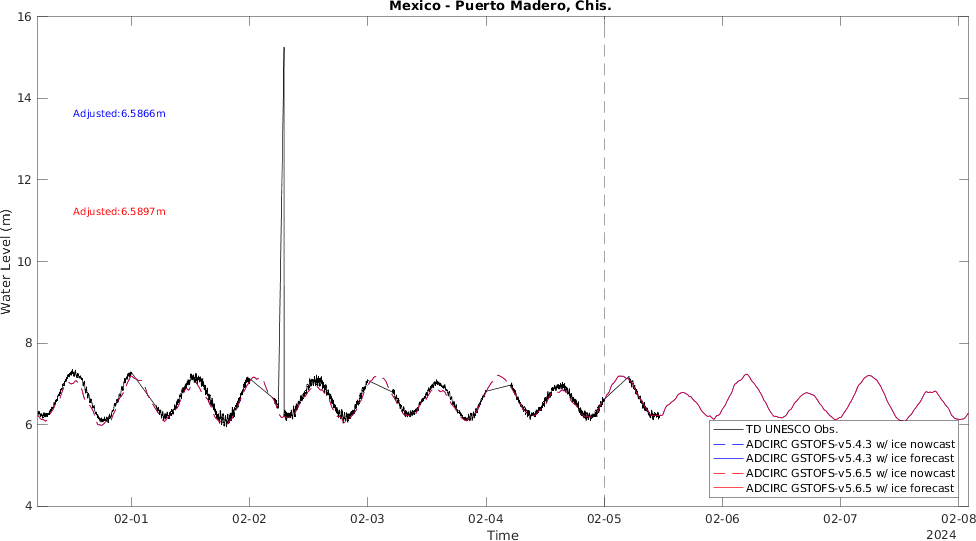 Mexico - Puerto Madero, Chis.
16
14
12
10
8
6
4
Water Level (m)
Adjusted:6.5866m
Adjusted:6.5897m
TD UNESCO Obs.
ADCIRC GSTOFS-v5.4.3 w/ ice nowcast
ADCIRC GSTOFS-v5.4.3 w/ ice forecast
ADCIRC GSTOFS-v5.6.5 w/ ice nowcast
ADCIRC GSTOFS-v5.6.5 w/ ice forecast
02-01 02-02 02-03 02-04 02-05 02-06 02-07 02-08
Time
2024